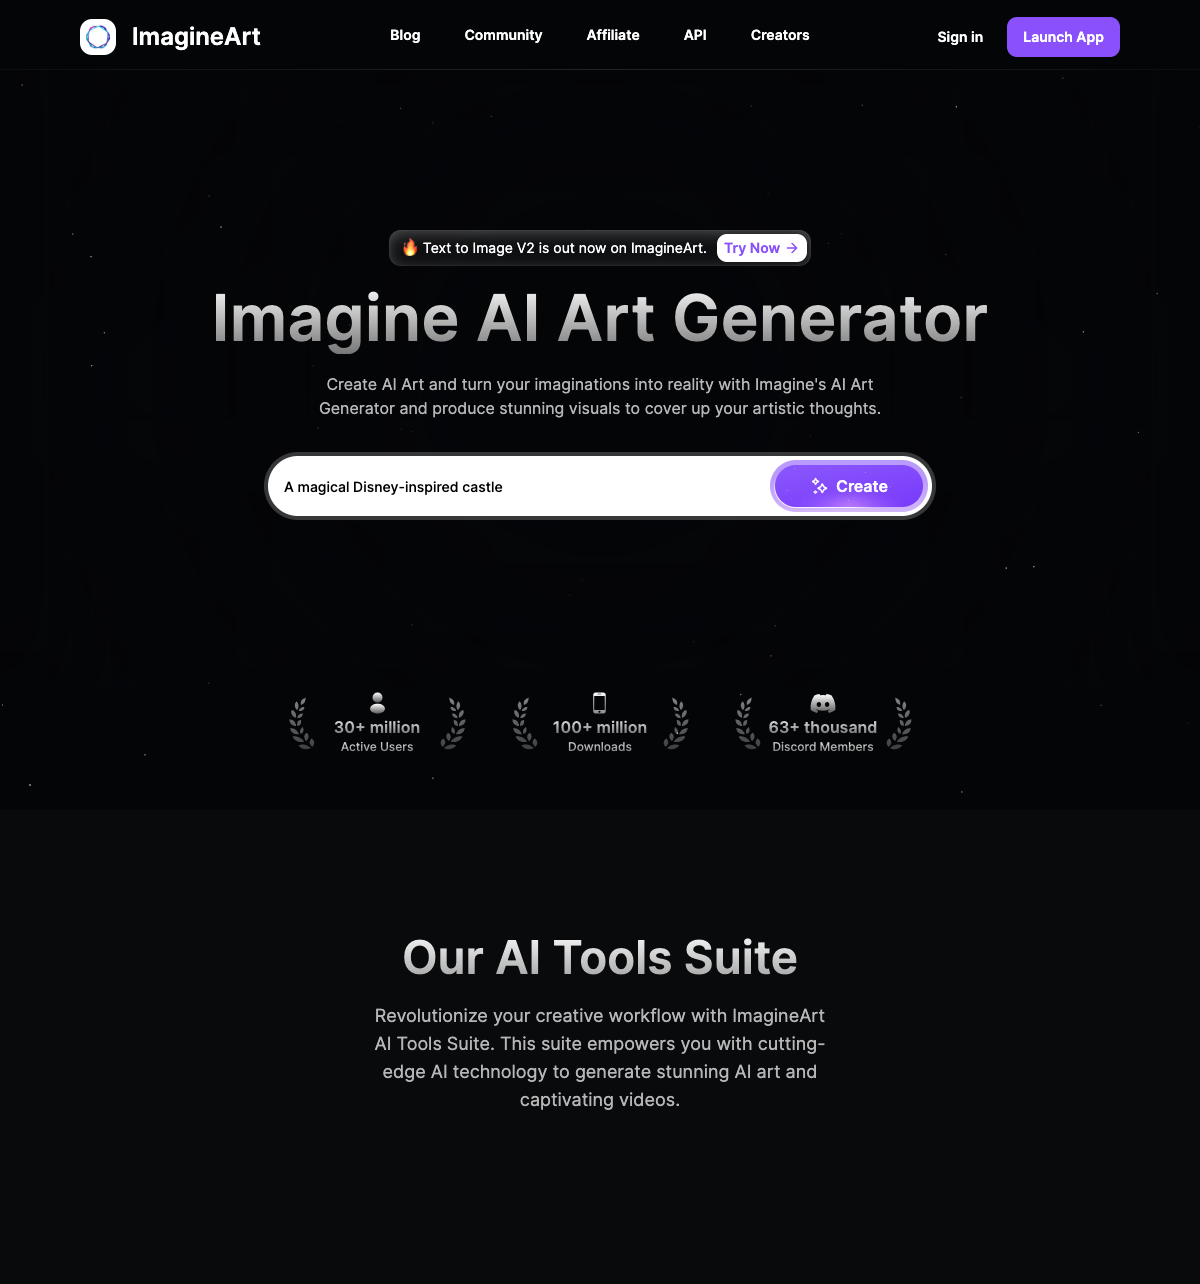 ImagineArt
Blog
Community
Affiliate
API
Creators
Sign in
Launch App
🔥 Text to Image V2 is out now on ImagineArt.
Try Now →
Imagine AI Art Generator
Create AI Art and turn your imaginations into reality with Imagine's AI Art
Generator and produce stunning visuals to cover up your artistic thoughts.
A magical Disney-inspired castle
Create
30+ million
Active Users
100+ million
Downloads
63+ thousand
Discord Members
Our AI Tools Suite
Revolutionize your creative workflow with ImagineArt
AI Tools Suite. This suite empowers you with cutting-
edge AI technology to generate stunning AI art and
captivating videos.